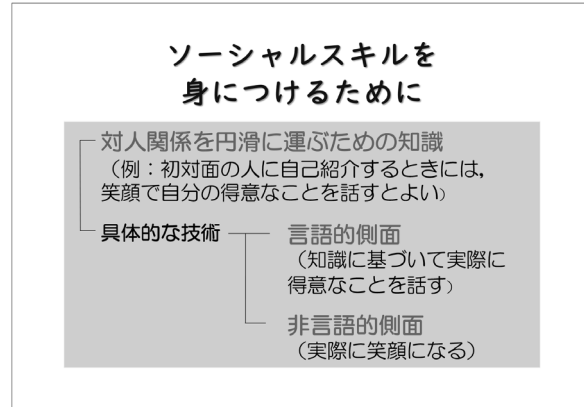 ソーシャルスキルを
身につけるために
対人関係を円滑に運ぶための知識
（例：初対面の人に自己紹介するときには，
笑顔で自分の得意なことを話すとよい）
具体的な技術
言語的側面
（知識に基づいて実際に
得意なことを話す）
非言語的側面
（実際に笑顔になる）